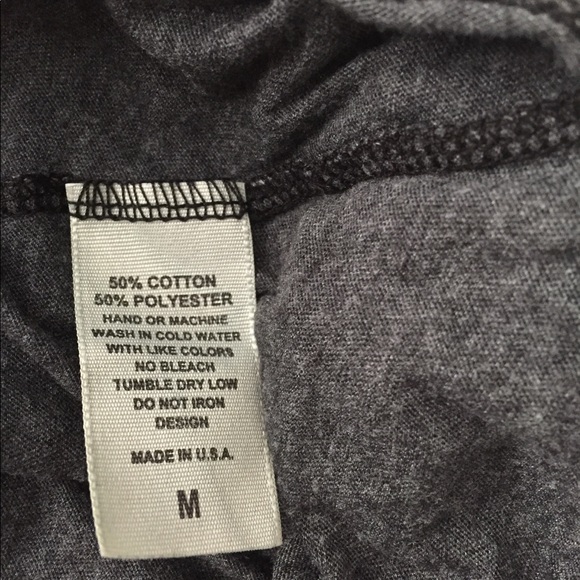 50% COTTON
50% POLYESTER
HAND OR MACHINE
WASH IN COLD WATER
WITH LIKE COLORS
NO BLEACH
TUMBLE DRY LOW
DO NOT IRON
DESIGN
MADE IN U.S.A.
M